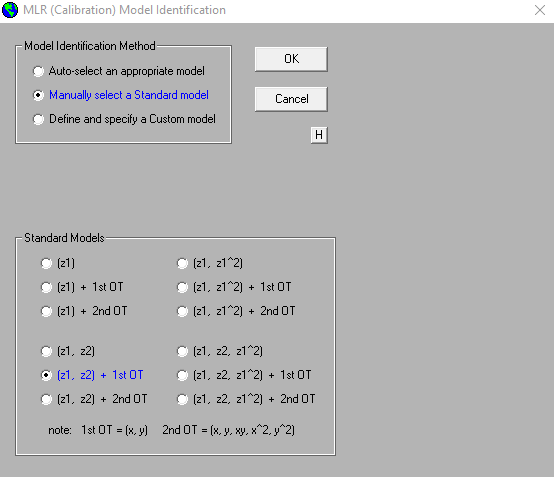 MLR (Calibration) Model Identification
Model Identification Method
Auto-select an appropriate model
Manually select a Standard model
Define and specify a Custom model
OK
Cancel
H
Standard Models
(z1)
(z1, z1^2)
(z1) + 1st OT
(z1, z1^2) + 1st OT
(z1) + 2nd OT
(z1, z1^2) + 2nd OT
(z1, z2)
(z1, z2, z1^2)
(z1, z2) + 1st OT
(z1, z2, z1^2) + 1st OT
(z1, z2) + 2nd OT
(z1, z2, z1^2) + 2nd OT
note: 1st OT = (x, y) 2nd OT = (x, y, xy, x^2, y^2)